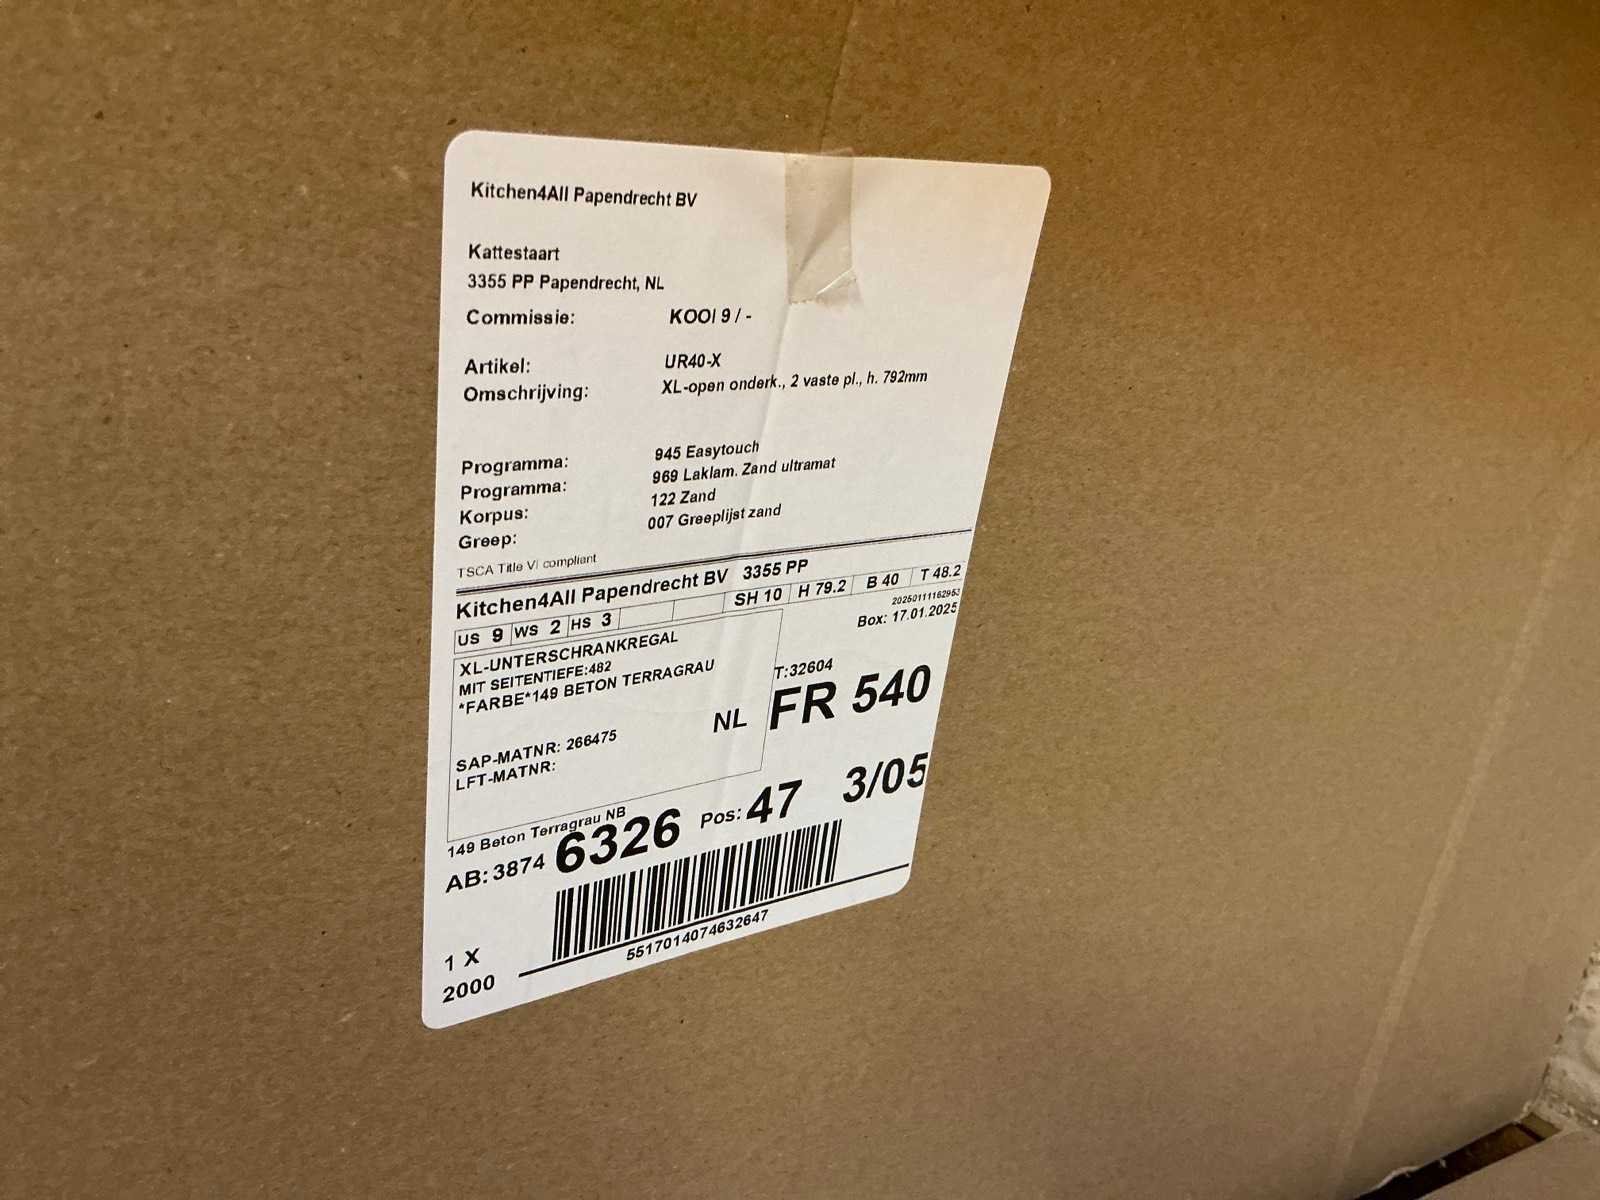 Kitchen4All Papendrecht BV
Kattestaart
3355 PP Papendrecht, NL
Commissie: KOOI 9 / -
Artikel: UR40-X
Omschrijving: XL-open onderk., 2 vaste pl., h. 792mm
Programma: 945 Easytouch
Programma: 969 Laklam. Zand ultramat
Korpus: 122 Zand
Greep: 007 Greeplijst zand
TSCA Title VI compliant
Kitchen4All Papendrecht BV 3355 PP
US 9 WS 2 HS 3 SH 10 H 79.2 B 40 T 48.2
20250111162953
Box: 17.01.2025
XL-UNTERSCHRANKREGAL
MIT SEITENTIEFE:482
*FARBE*149 BETON TERRAGRAU
T:32604
NL FR 540
SAP-MATNR: 266475
LFT-MATNR:
149 Beton Terragrau NB
AB: 3874 6326 Pos: 47 3/05
5517014074632647
1 X
2000